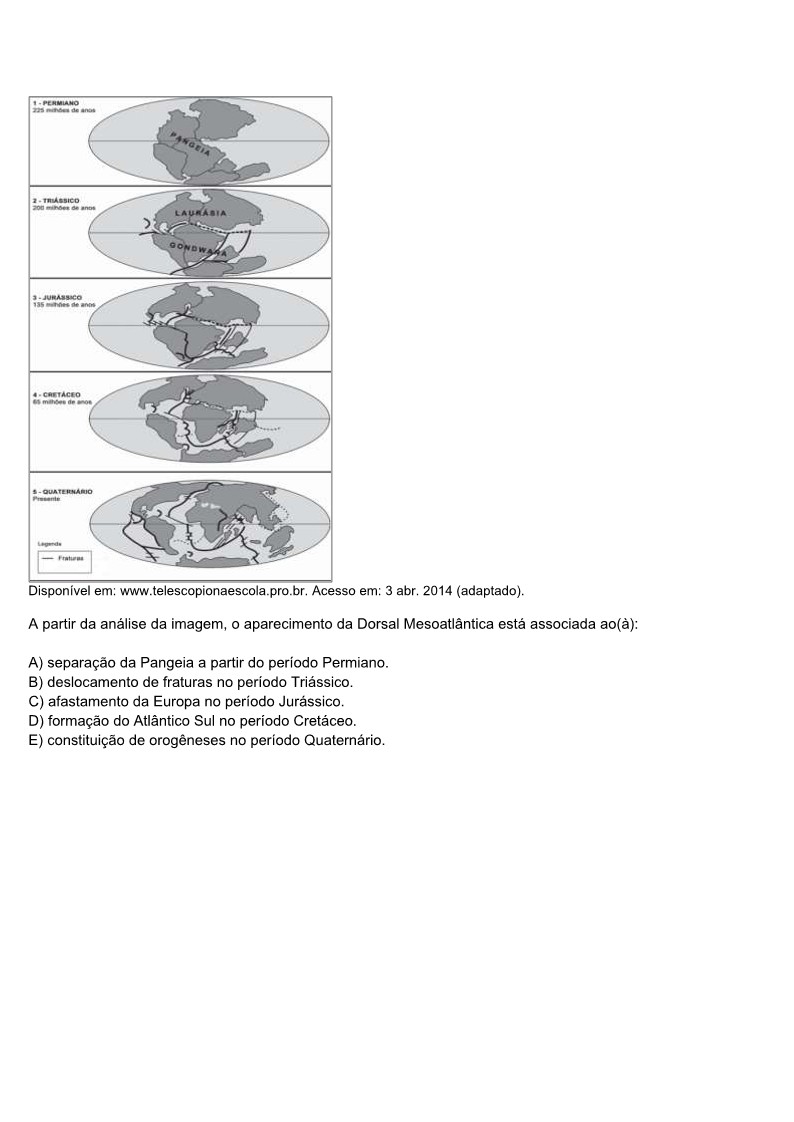 1 - PERMIANO
225 milhões de anos
PANGEIA
2 - TRIÁSSICO
200 milhões de anos
LAURÁSIA
GONDWANA
3 - JURÁSSICO
135 milhões de anos
4 - CRETÁCEO
65 milhões de anos
5 - QUATERNÁRIO
Presente
Legenda
Fraturas
Disponível em: www.telescopionaescola.pro.br. Acesso em: 3 abr. 2014 (adaptado).
A partir da análise da imagem, o aparecimento da Dorsal Mesoatlântica está associada ao(à):
A) separação da Pangeia a partir do período Permiano.
B) deslocamento de fraturas no período Triássico.
C) afastamento da Europa no período Jurássico.
D) formação do Atlântico Sul no período Cretáceo.
E) constituição de orogêneses no período Quaternário.